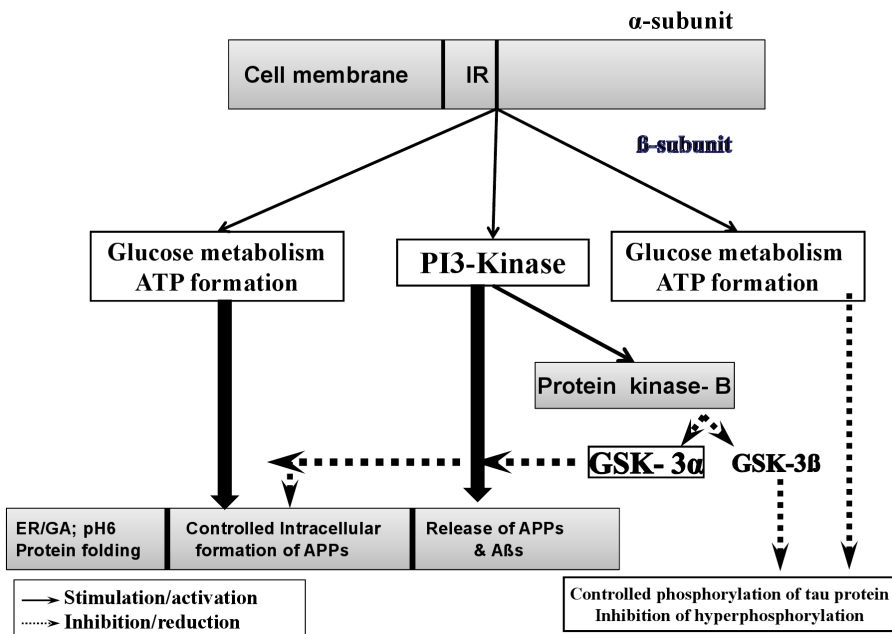 α-subunit
Cell membrane
IR
ß-subunit
Glucose metabolism
ATP formation
PI3-Kinase
Glucose metabolism
ATP formation
Protein kinase- B
GSK- 3α
GSK-3ß
ER/GA; pH6
Protein folding
Controlled Intracellular
formation of APPs
Release of APPs
& Aßs
Controlled phosphorylation of tau protein
Inhibition of hyperphosphorylation
Stimulation/activation
Inhibition/reduction